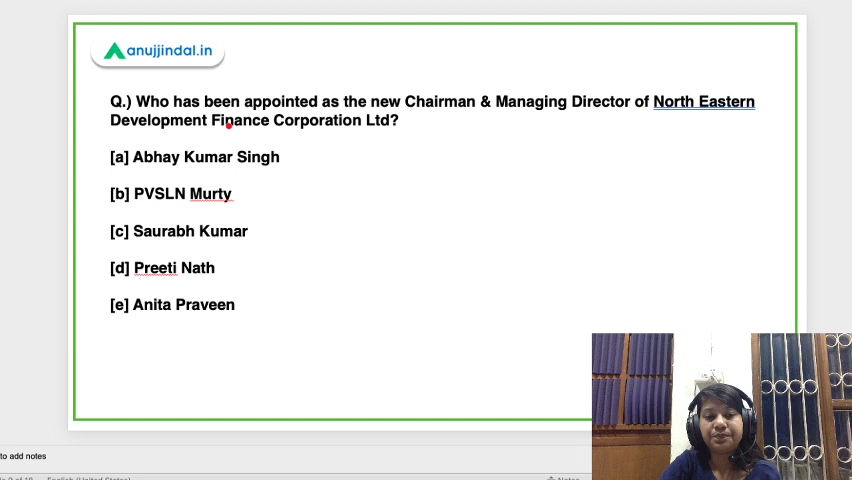 anujjindal.in
Q.) Who has been appointed as the new Chairman & Managing Director of North Eastern
Development Finance Corporation Ltd?
[a] Abhay Kumar Singh
[b] PVSLN Murty
[c] Saurabh Kumar
[d] Preeti Nath
[e] Anita Praveen
to add notes
English (United States)
Notes